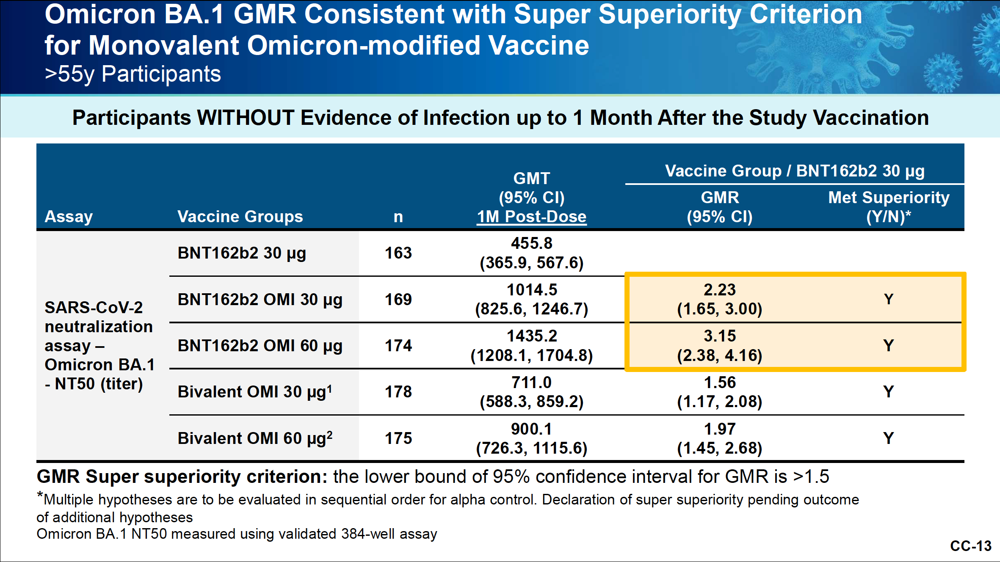 Omicron BA.1 GMR Consistent with Super Superiority Criterion
for Monovalent Omicron-modified Vaccine
>55y Participants
Participants WITHOUT Evidence of Infection up to 1 Month After the Study Vaccination
Vaccine Group / BNT162b2 30 µg
Assay
Vaccine Groups
n
GMT
(95% CI)
1M Post-Dose
GMR
(95% CI)
Met Superiority
(Y/N)*
SARS-CoV-2
neutralization
assay –
Omicron BA.1
- NT50 (titer)
BNT162b2 30 µg
163
455.8
(365.9, 567.6)
BNT162b2 OMI 30 µg
169
1014.5
(825.6, 1246.7)
2.23
(1.65, 3.00)
Y
BNT162b2 OMI 60 µg
174
1435.2
(1208.1, 1704.8)
3.15
(2.38, 4.16)
Y
Bivalent OMI 30 µg¹
178
711.0
(588.3, 859.2)
1.56
(1.17, 2.08)
Y
Bivalent OMI 60 µg²
175
900.1
(726.3, 1115.6)
1.97
(1.45, 2.68)
Y
GMR Super superiority criterion: the lower bound of 95% confidence interval for GMR is >1.5
*Multiple hypotheses are to be evaluated in sequential order for alpha control. Declaration of super superiority pending outcome
of additional hypotheses
Omicron BA.1 NT50 measured using validated 384-well assay
CC-13